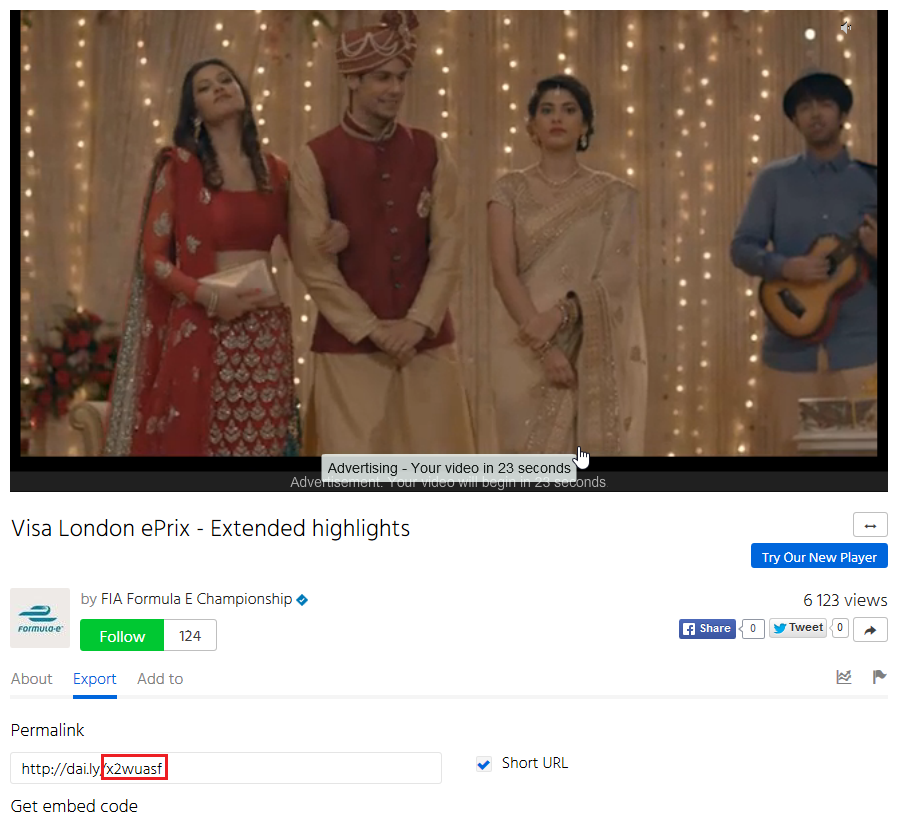 Advertising - Your video in 23 seconds
Advertisement: Your video will begin in 23 seconds
Visa London ePrix - Extended highlights
↔
Try Our New Player
FORMULA-E
by FIA Formula E Championship
6 123 views
Follow 124
Share 0 Tweet 0
About Export Add to
Permalink
http://dai.ly/x2wuasf
Short URL
Get embed code